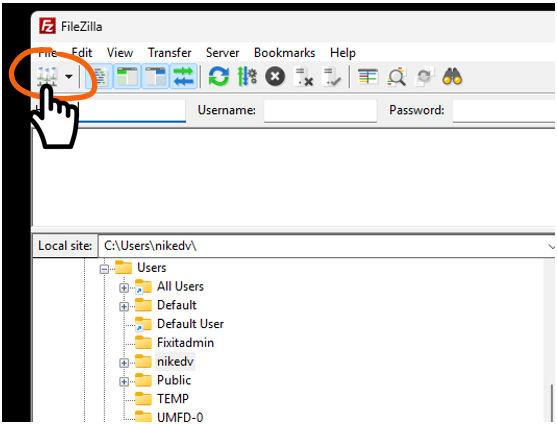 FileZilla
File Edit View Transfer Server Bookmarks Help
Username: Password:
Local site: C:\Users\nikedv\
Users
All Users
Default
Default User
Fixitadmin
nikedv
Public
TEMP
UMFD-0